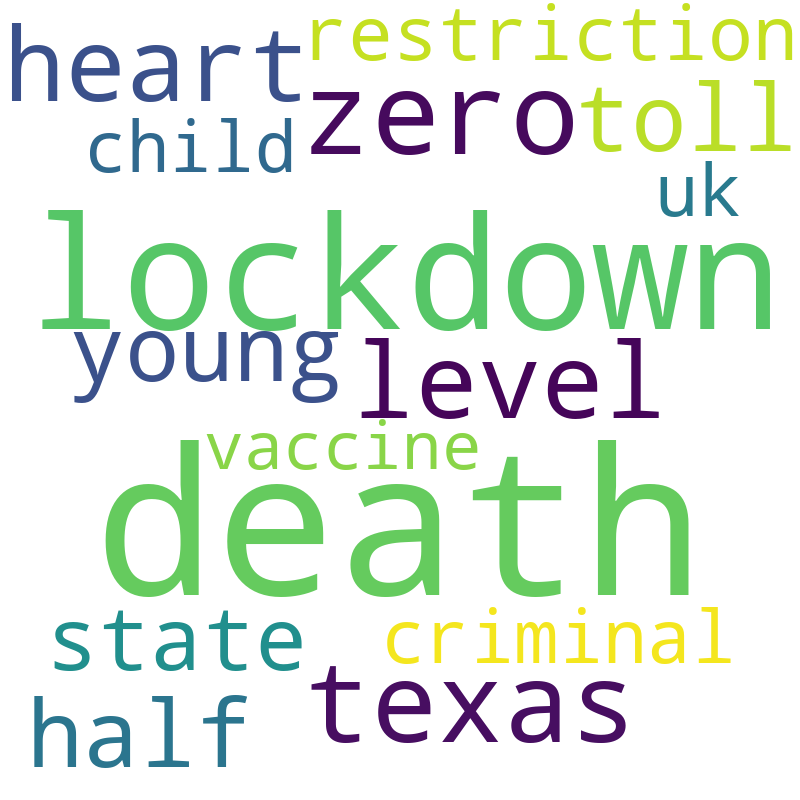 heart restriction
zero toll
child
uk
lockdown
young level
vaccine
death
state criminal
half texas